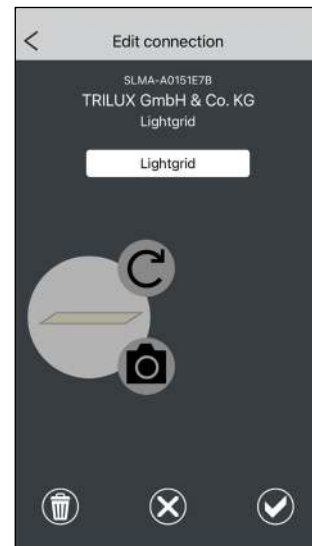 Edit connection
SLMA-A0151E7B
TRILUX GmbH & Co. KG
Lightgrid
Lightgrid